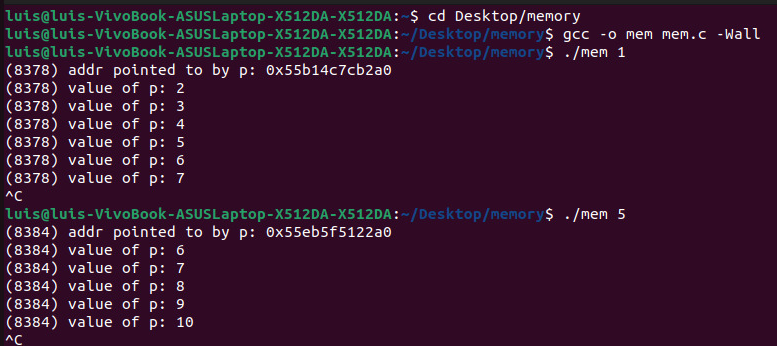 luis@luis-VivoBook-ASUSLaptop-X512DA-X512DA:~$ cd Desktop/memory
luis@luis-VivoBook-ASUSLaptop-X512DA-X512DA:~/Desktop/memory$ gcc -o mem mem.c -Wall
luis@luis-VivoBook-ASUSLaptop-X512DA-X512DA:~/Desktop/memory$ ./mem 1
(8378) addr pointed to by p: 0x55b14c7cb2a0
(8378) value of p: 2
(8378) value of p: 3
(8378) value of p: 4
(8378) value of p: 5
(8378) value of p: 6
(8378) value of p: 7
^C
luis@luis-VivoBook-ASUSLaptop-X512DA-X512DA:~/Desktop/memory$ ./mem 5
(8384) addr pointed to by p: 0x55eb5f5122a0
(8384) value of p: 6
(8384) value of p: 7
(8384) value of p: 8
(8384) value of p: 9
(8384) value of p: 10
^C